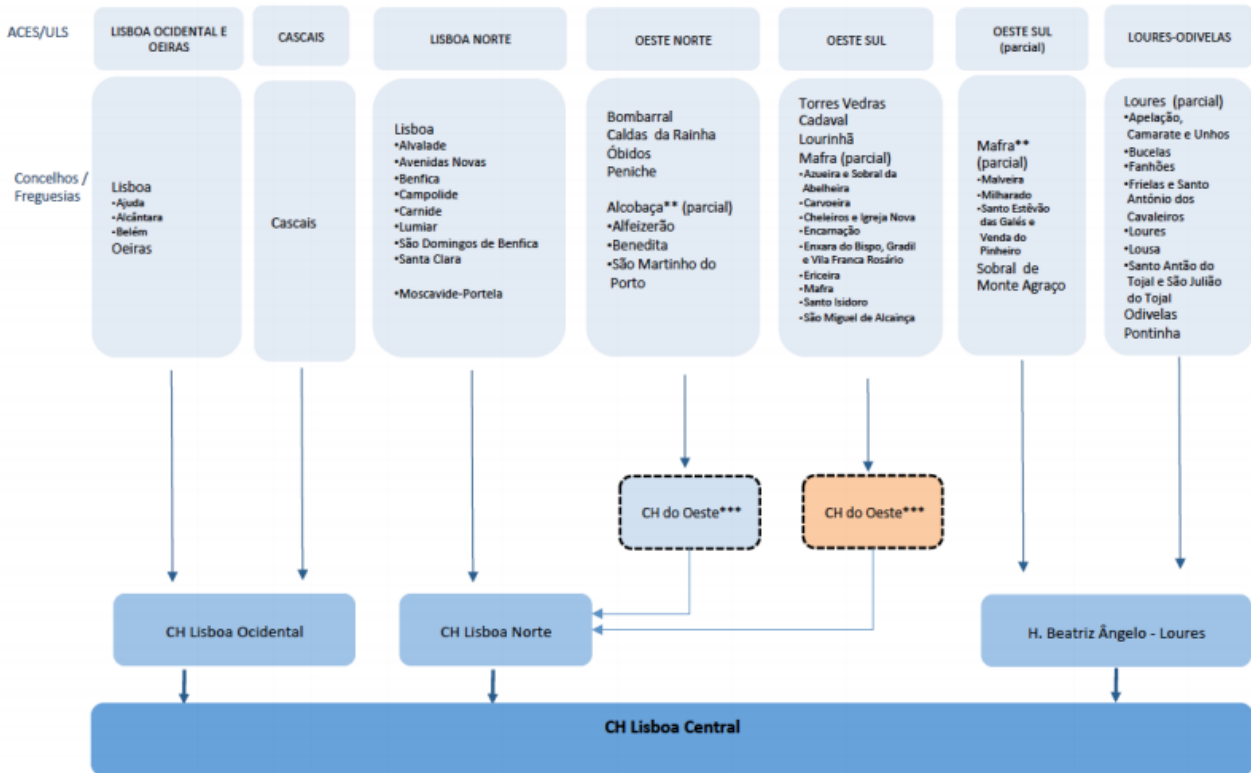 ACES/ULS
LISBOA OCIDENTAL E
OEIRAS
CASCAIS
LISBOA NORTE
OESTE NORTE
OESTE SUL
OESTE SUL
(parcial)
LOURES-ODIVELAS
Concelhos /
Freguesias
Lisboa
•Ajuda
•Alcântara
•Belém
Oeiras
Cascais
Lisboa
•Alvalade
•Avenidas Novas
•Benfica
•Campolide
•Carnide
•Lumiar
•São Domingos de Benfica
•Santa Clara
•Moscavide-Portela
Bombarral
Caldas da Rainha
Óbidos
Peniche
Alcobaça** (parcial)
•Alfeizerão
•Benedita
•São Martinho do
Porto
Torres Vedras
Cadaval
Lourinhã
Mafra (parcial)
•Azueira e Sobral da
Abelheira
•Carvoeira
•Cheleiros e Igreja Nova
•Encarnação
•Enxara do Bispo, Gradil
e Vila Franca Rosário
•Ericeira
•Mafra
•Santo Isidoro
•São Miguel de Alcainça
Mafra**
(parcial)
•Malveira
•Milharado
•Santo Estêvão
das Galés e
Venda do
Pinheiro
Sobral de
Monte Agraço
Loures (parcial)
•Apelação,
Camarate e Unhos
•Bucelas
•Fanhões
•Frielas e Santo
António dos
Cavaleiros
•Loures
•Lousa
•Santo Antão do
Tojal e São Julião
do Tojal
Odivelas
Pontinha
CH do Oeste***
CH do Oeste***
CH Lisboa Ocidental
CH Lisboa Norte
H. Beatriz Ângelo - Loures
CH Lisboa Central